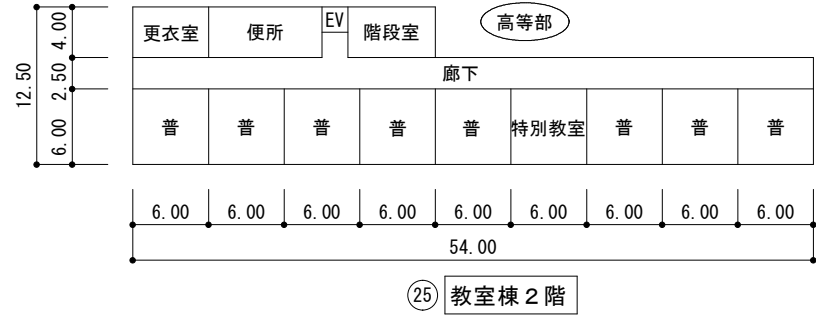 更衣室 便所 EV 階段室 高等部
廊下
普 普 普 普 普 特別教室 普 普 普
12.50
4.00
2.50
6.00
6.00 6.00 6.00 6.00 6.00 6.00 6.00 6.00 6.00
54.00
25 教室棟2階